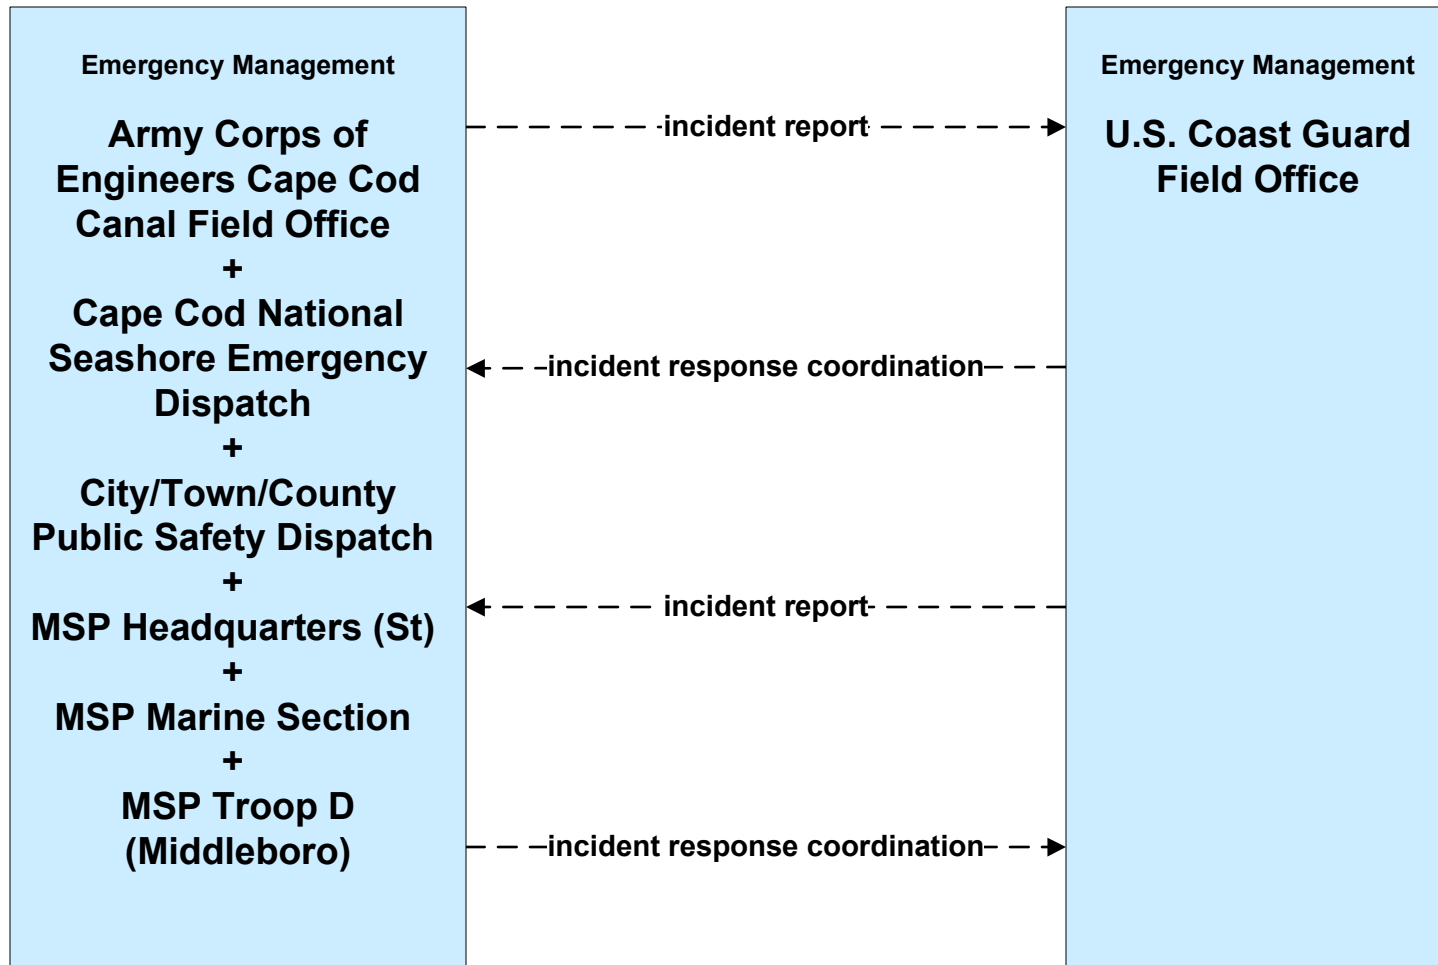 Emergency Management
Army Corps of
Engineers Cape Cod
Canal Field Office
+
Cape Cod National
Seashore Emergency
Dispatch
+
City/Town/County
Public Safety Dispatch
+
MSP Headquarters (St)
+
MSP Marine Section
+
MSP Troop D
(Middleboro)
incident report
incident response coordination
incident report
incident response coordination
Emergency Management
U.S. Coast Guard
Field Office